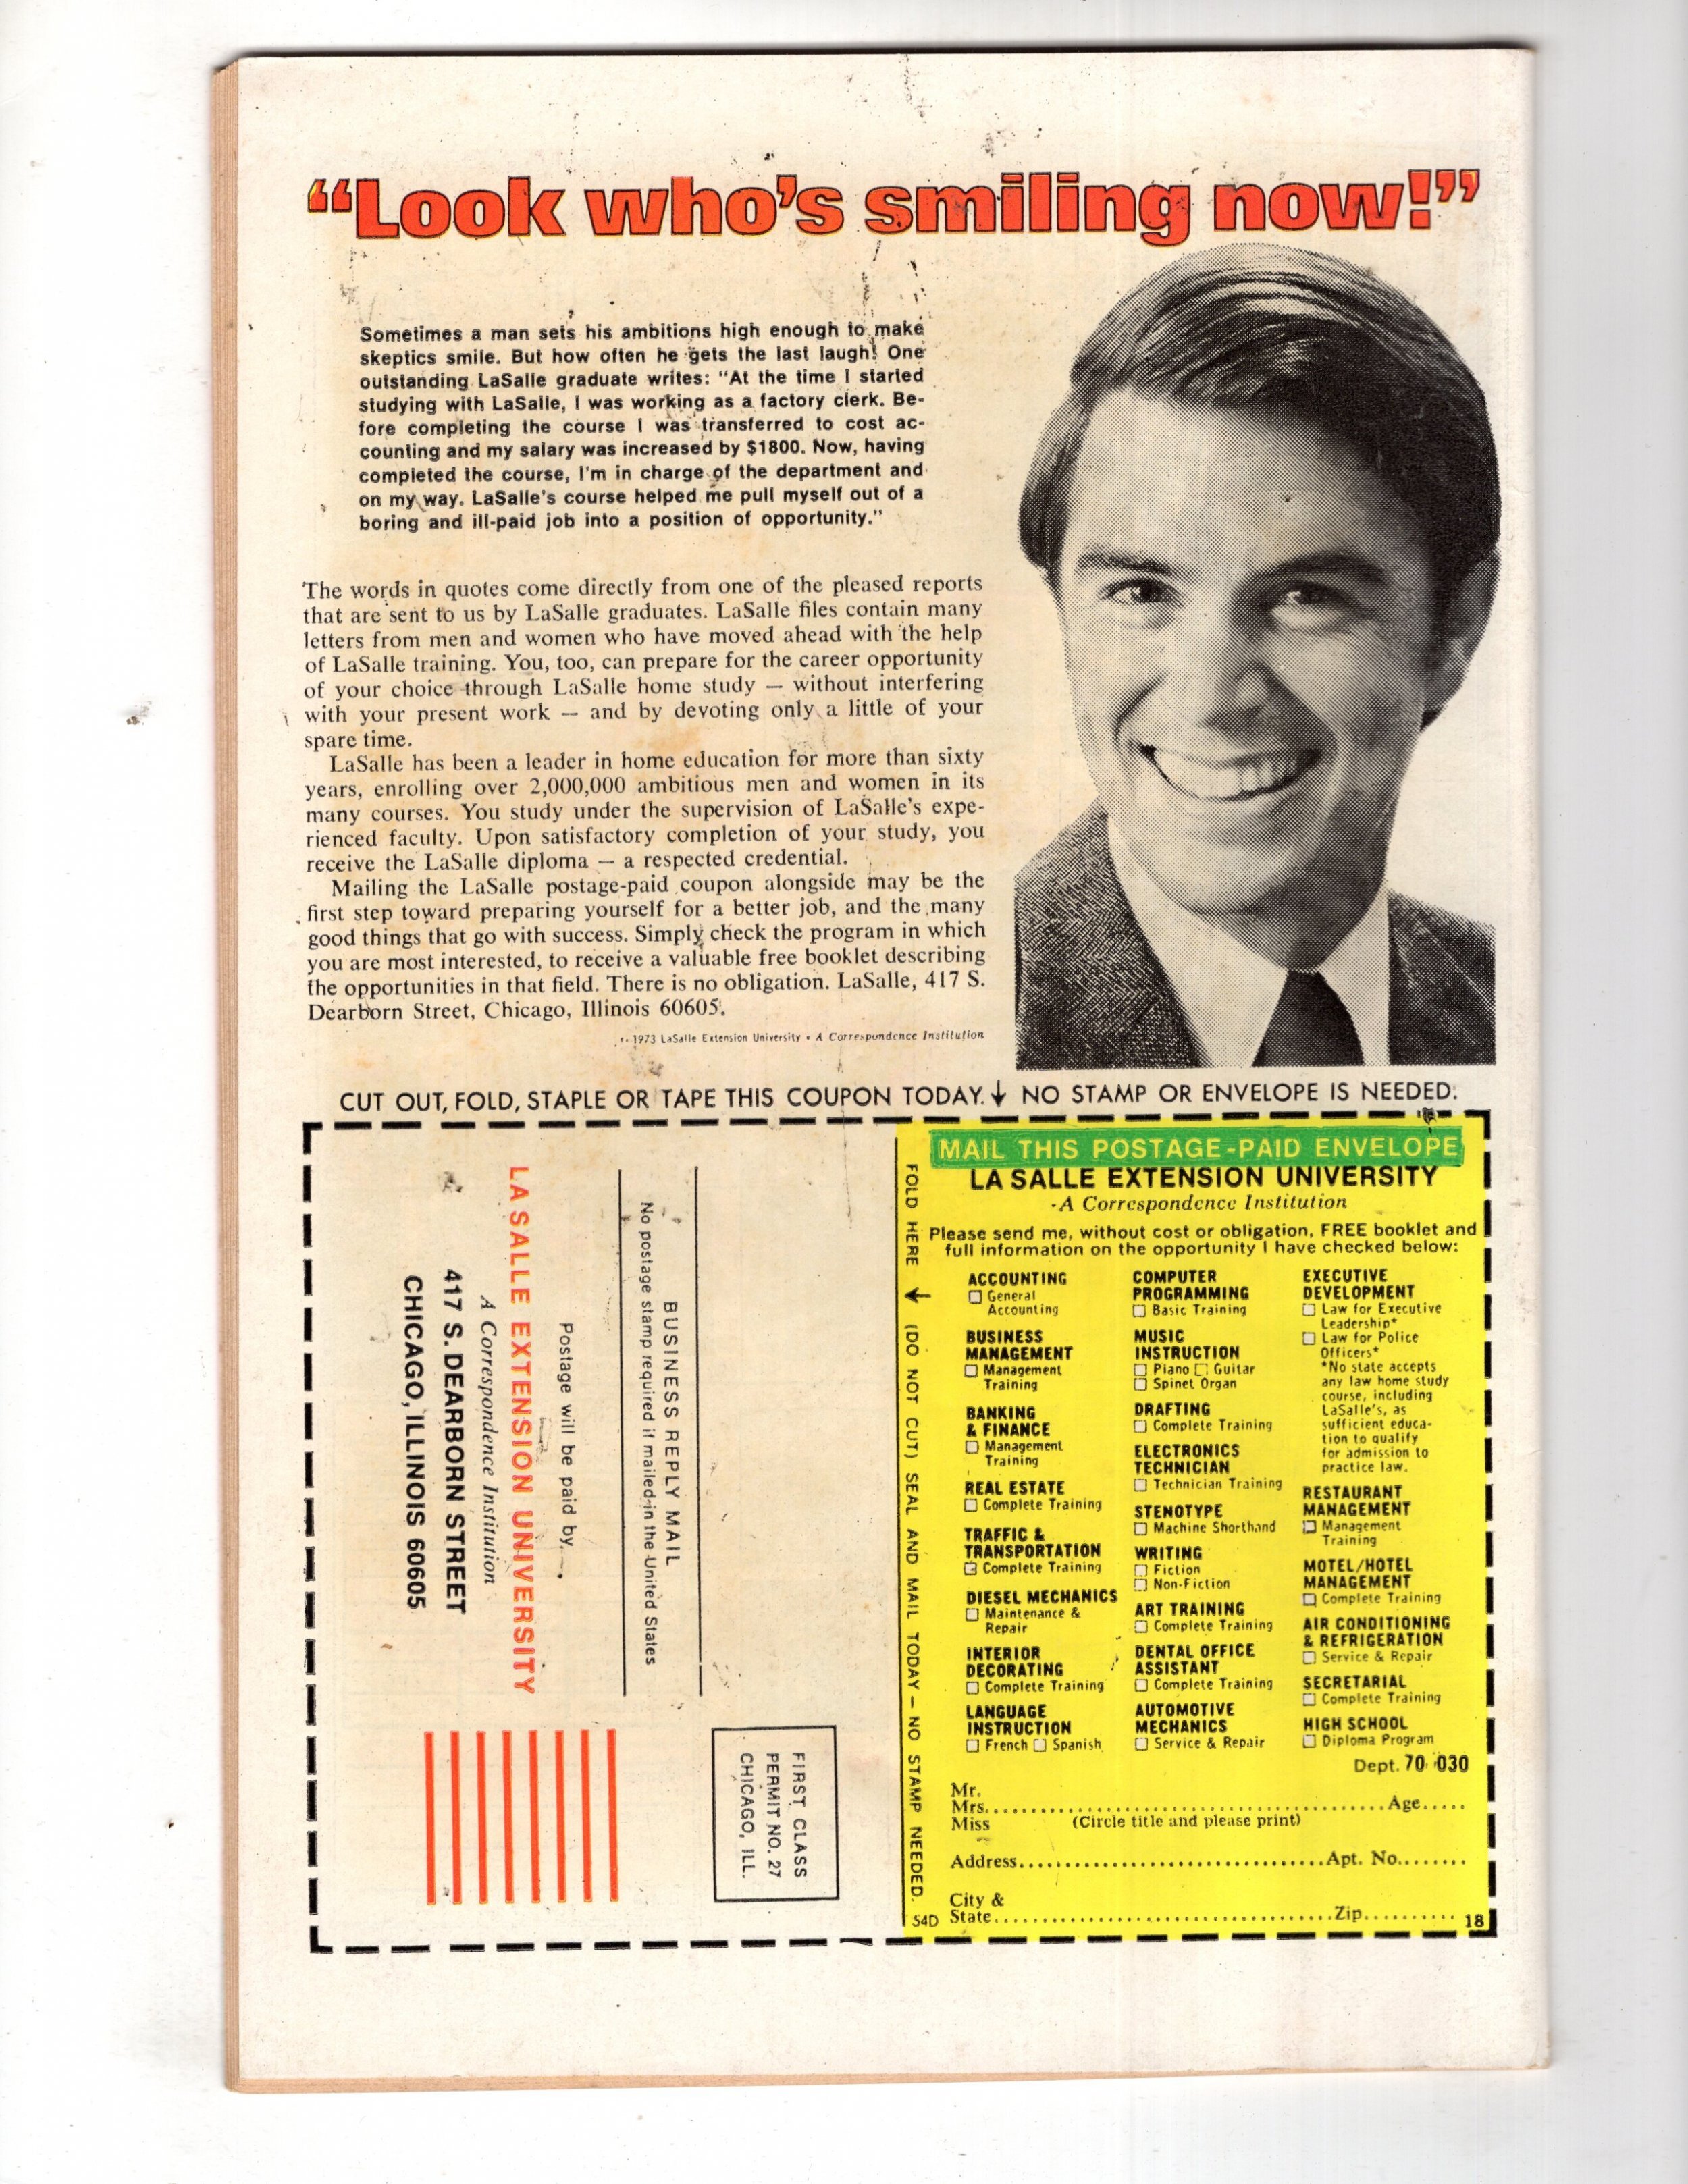 “Look who’s smiling now!”
Sometimes a man sets his ambitions high enough to make
skeptics smile. But how often he gets the last laugh! One
outstanding LaSalle graduate writes: “At the time I started
studying with LaSalle, I was working as a factory clerk. Be-
fore completing the course I was transferred to cost ac-
counting and my salary was increased by $1800. Now, having
completed the course, I’m in charge of the department and
on my way. LaSalle’s course helped me pull myself out of a
boring and ill-paid job into a position of opportunity.”
The words in quotes come directly from one of the pleased reports
that are sent to us by LaSalle graduates. LaSalle files contain many
letters from men and women who have moved ahead with the help
of LaSalle training. You, too, can prepare for the career opportunity
of your choice through LaSalle home study — without interfering
with your present work — and by devoting only a little of your
spare time.
LaSalle has been a leader in home education for more than sixty
years, enrolling over 2,000,000 ambitious men and women in its
many courses. You study under the supervision of LaSalle’s expe-
rienced faculty. Upon satisfactory completion of your study, you
receive the LaSalle diploma — a respected credential.
Mailing the LaSalle postage-paid coupon alongside may be the
first step toward preparing yourself for a better job, and the many
good things that go with success. Simply check the program in which
you are most interested, to receive a valuable free booklet describing
the opportunities in that field. There is no obligation. LaSalle, 417 S.
Dearborn Street, Chicago, Illinois 60605.
1973 LaSalle Extension University • A Correspondence Institution
CUT OUT, FOLD, STAPLE OR TAPE THIS COUPON TODAY. ↓ NO STAMP OR ENVELOPE IS NEEDED.
FIRST CLASS
PERMIT NO. 27
CHICAGO, ILL.
BUSINESS REPLY MAIL
No postage stamp required if mailed in the United States
Postage will be paid by
LA SALLE EXTENSION UNIVERSITY
A Correspondence Institution
417 S. DEARBORN STREET
CHICAGO, ILLINOIS 60605
FOLD HERE ↓ (DO NOT CUT) SEAL AND MAIL TODAY — NO STAMP NEEDED.
MAIL THIS POSTAGE-PAID ENVELOPE
LA SALLE EXTENSION UNIVERSITY
A Correspondence Institution
Please send me, without cost or obligation, FREE booklet and
full information on the opportunity I have checked below:
ACCOUNTING
☐ General
Accounting
BUSINESS
MANAGEMENT
☐ Management
Training
BANKING
& FINANCE
☐ Management
Training
REAL ESTATE
☐ Complete Training
TRAFFIC &
TRANSPORTATION
☐ Complete Training
DIESEL MECHANICS
☐ Maintenance &
Repair
INTERIOR
DECORATING
☐ Complete Training
LANGUAGE
INSTRUCTION
☐ French ☐ Spanish
COMPUTER
PROGRAMMING
☐ Basic Training
MUSIC
INSTRUCTION
☐ Piano ☐ Guitar
☐ Spinet Organ
DRAFTING
☐ Complete Training
ELECTRONICS
TECHNICIAN
☐ Technician Training
STENOTYPE
☐ Machine Shorthand
WRITING
☐ Fiction
☐ Non-Fiction
ART TRAINING
☐ Complete Training
DENTAL OFFICE
ASSISTANT
☐ Complete Training
AUTOMOTIVE
MECHANICS
☐ Service & Repair
EXECUTIVE
DEVELOPMENT
☐ Law for Executive
Leadership*
☐ Law for Police
Officers*
*No state accepts
any law home study
course, including
LaSalle’s, as
sufficient educa-
tion to qualify
for admission to
practice law.
RESTAURANT
MANAGEMENT
☐ Management
Training
MOTEL/HOTEL
MANAGEMENT
☐ Complete Training
AIR CONDITIONING
& REFRIGERATION
☐ Service & Repair
SECRETARIAL
☐ Complete Training
HIGH SCHOOL
☐ Diploma Program
Dept. 70-030
Mr.
Mrs. Age
Miss (Circle title and please print)
Address Apt. No.
City &
State Zip
54D 18